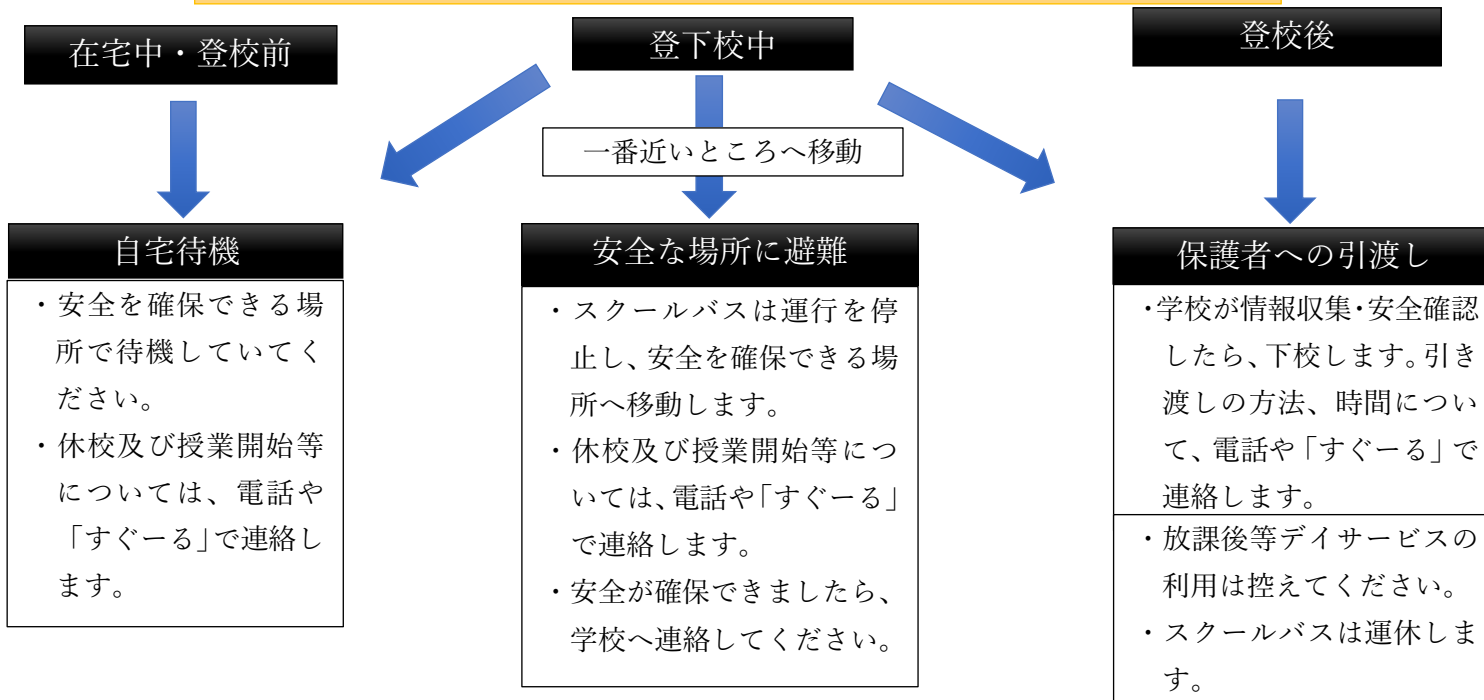 在宅中・登校前
登下校中
登校後
一番近いところへ移動
自宅待機
・安全を確保できる場
所で待機していてく
ださい。
・休校及び授業開始等
については、電話や
「すぐーる」で連絡し
ます。
安全な場所に避難
・スクールバスは運行を停
止し、安全を確保できる場
所へ移動します。
・休校及び授業開始等につ
いては、電話や「すぐーる」
で連絡します。
・安全が確保できましたら、
学校へ連絡してください。
保護者への引渡し
・学校が情報収集・安全確認
したら、下校します。引き
渡しの方法、時間につい
て、電話や「すぐーる」で
連絡します。
・放課後等デイサービスの
利用は控えてください。
・スクールバスは運休しま
す。